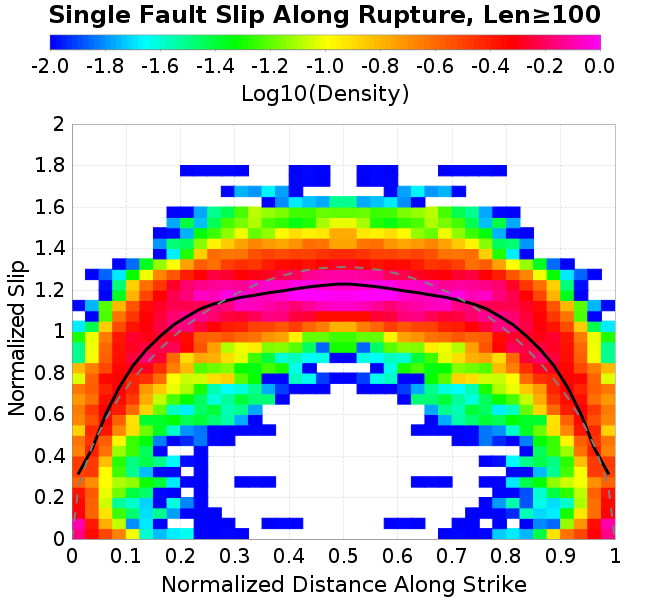 Single Fault Slip Along Rupture, Len≥100
-2.0 -1.8 -1.6 -1.4 -1.2 -1.0 -0.8 -0.6 -0.4 -0.2 0.0
Log10(Density)
Normalized Slip
2
1.8
1.6
1.4
1.2
1
0.8
0.6
0.4
0.2
0
0 0.1 0.2 0.3 0.4 0.5 0.6 0.7 0.8 0.9 1
Normalized Distance Along Strike